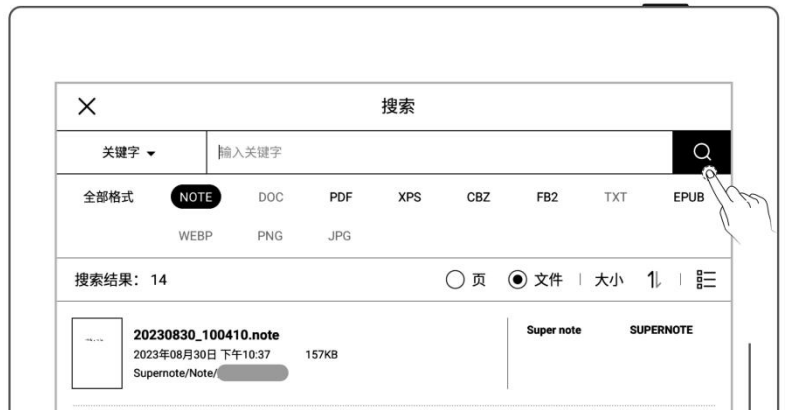 搜索
关键字 输入关键字
全部格式 NOTE DOC PDF XPS CBZ FB2 TXT EPUB
WEBP PNG JPG
搜索结果： 14 页 文件 大小
20230830_100410.note Super note SUPERNOTE
2023年08月30日 下午10:37 157KB
Supernote/Note/